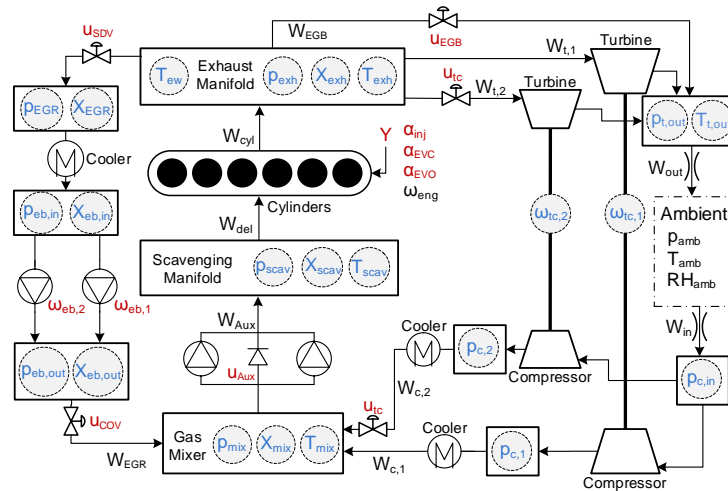 W_EGB
u_SDV
u_EGB
W_t,1
Turbine
Exhaust
Manifold
T_ew
p_exh
X_exh
T_exh
u_tc
W_t,2
Turbine
p_EGR
X_EGR
p_t,out
T_t,out
W_cyl
Y
α_inj
α_EVC
α_EVO
ω_eng
Cooler
W_out
Cylinders
p_eb,in
X_eb,in
ω_tc,2
ω_tc,1
Ambient
p_amb
T_amb
RH_amb
W_del
Scavenging
Manifold
p_scav
X_scav
T_scav
ω_eb,2
ω_eb,1
W_Aux
Cooler
p_c,2
W_in
p_eb,out
X_eb,out
u_Aux
W_c,2
Compressor
p_c,in
u_COV
u_tc
Cooler
Gas
Mixer
p_mix
X_mix
T_mix
W_EGR
W_c,1
p_c,1
Compressor